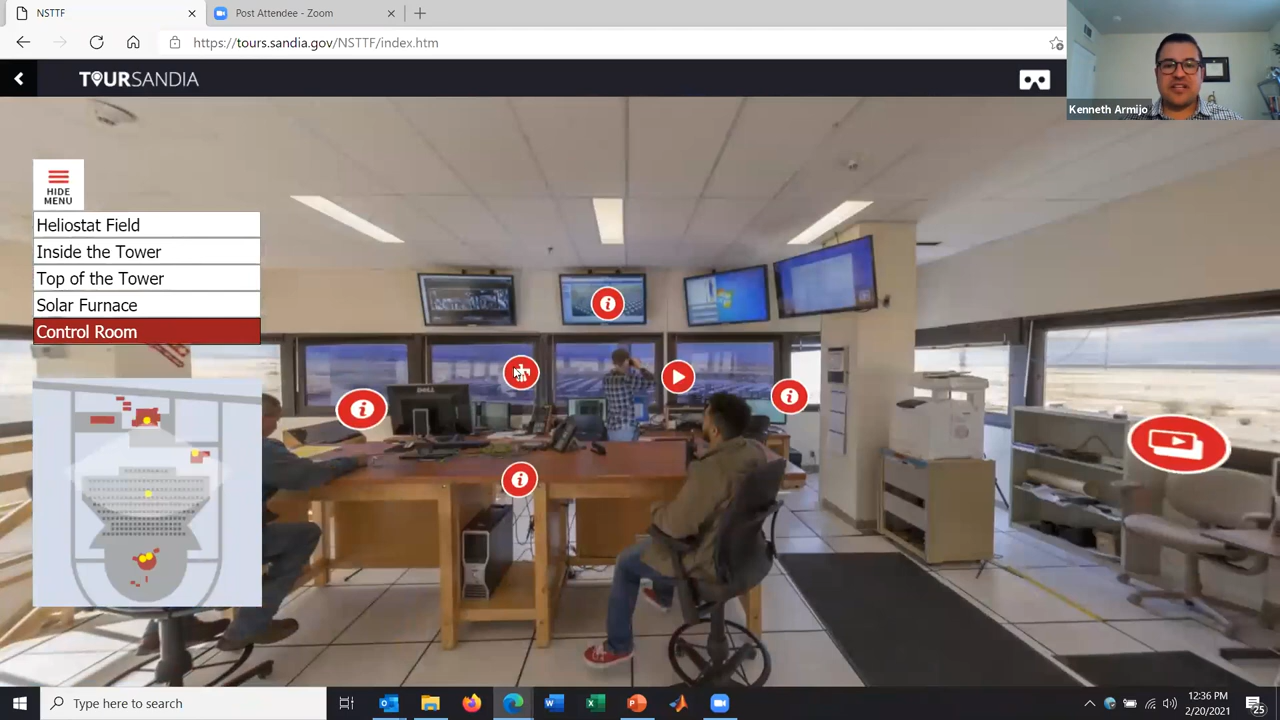 NSTTF
Post Attendee - Zoom
https://tours.sandia.gov/NSTTF/index.htm
TOURSANDIA
Kenneth Armijo
HIDE
MENU
Heliostat Field
Inside the Tower
Top of the Tower
Solar Furnace
Control Room
DELL
Type here to search
12:36 PM
2/20/2021
25